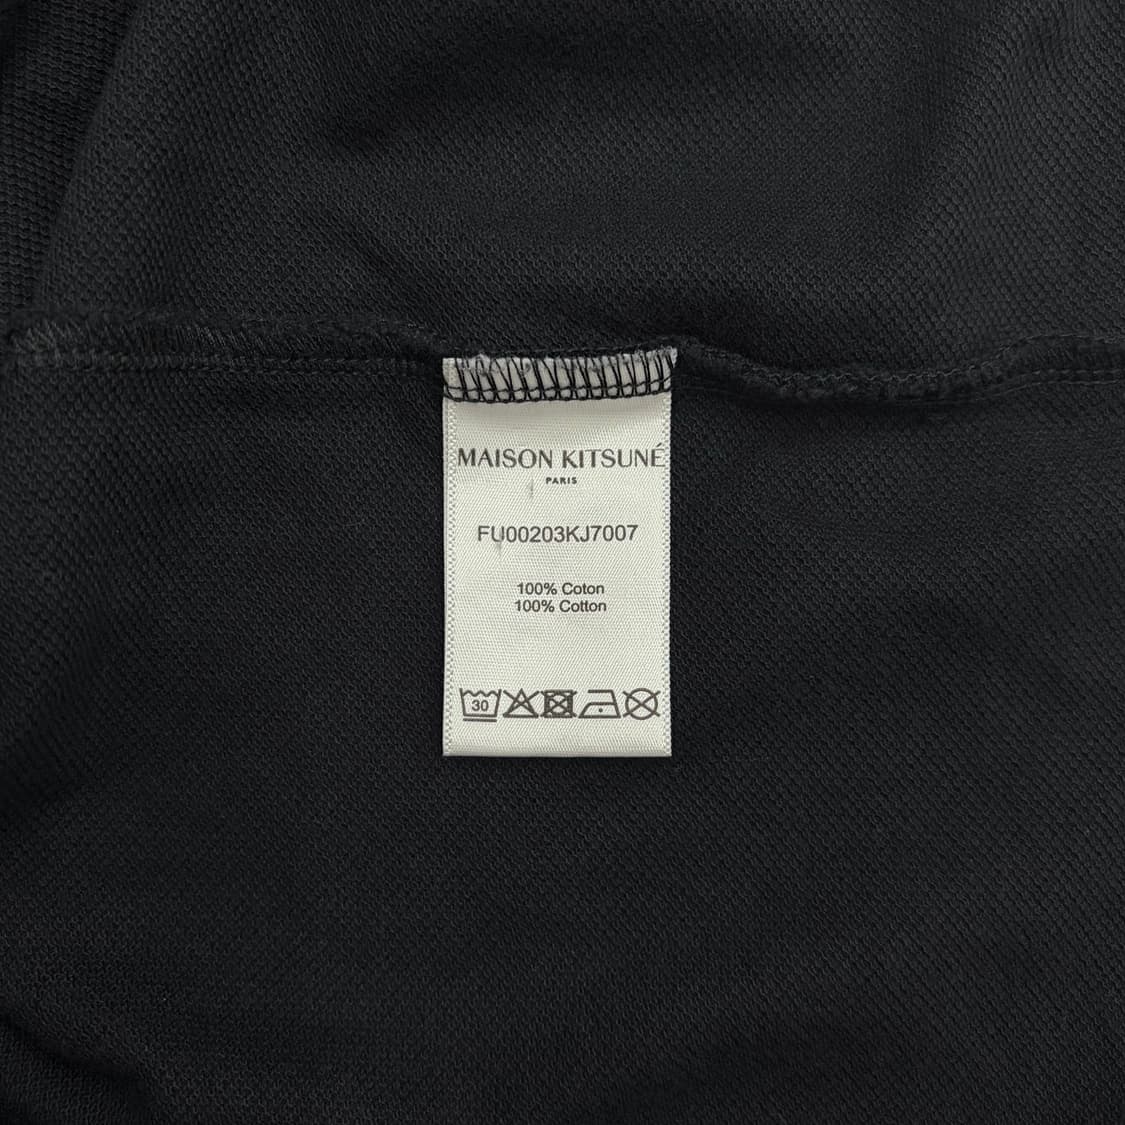 MAISON KITSUNÉ
PARIS
FU00203KJ7007
100% Coton
100% Cotton
30